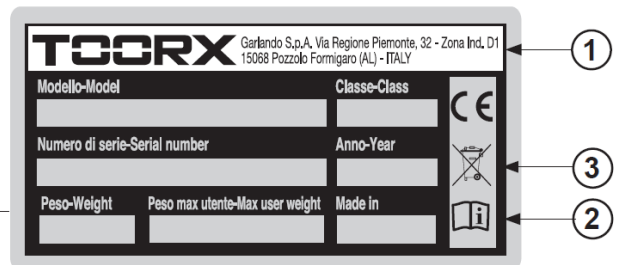 TOORX
Garlando S.p.A. Via Regione Piemonte, 32 - Zona Ind. D1
15068 Pozzolo Formigaro (AL) - ITALY
1
Modello-Model Classe-Class
CE
Numero di serie-Serial number Anno-Year
3
Peso-Weight Peso max utente-Max user weight Made in
i
2